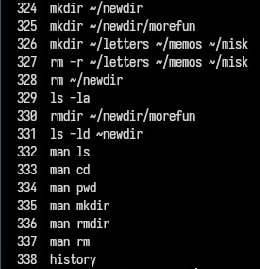 324 mkdir ~/newdir
325 mkdir ~/newdir/morefun
326 mkdir ~/letters ~/memos ~/misk
327 rm -r ~/letters ~/memos ~/misk
328 rm ~/newdir
329 ls -la
330 rmdir ~/newdir/morefun
331 ls -ld ~newdir
332 man ls
333 man cd
334 man pwd
335 man mkdir
336 man rmdir
337 man rm
338 history